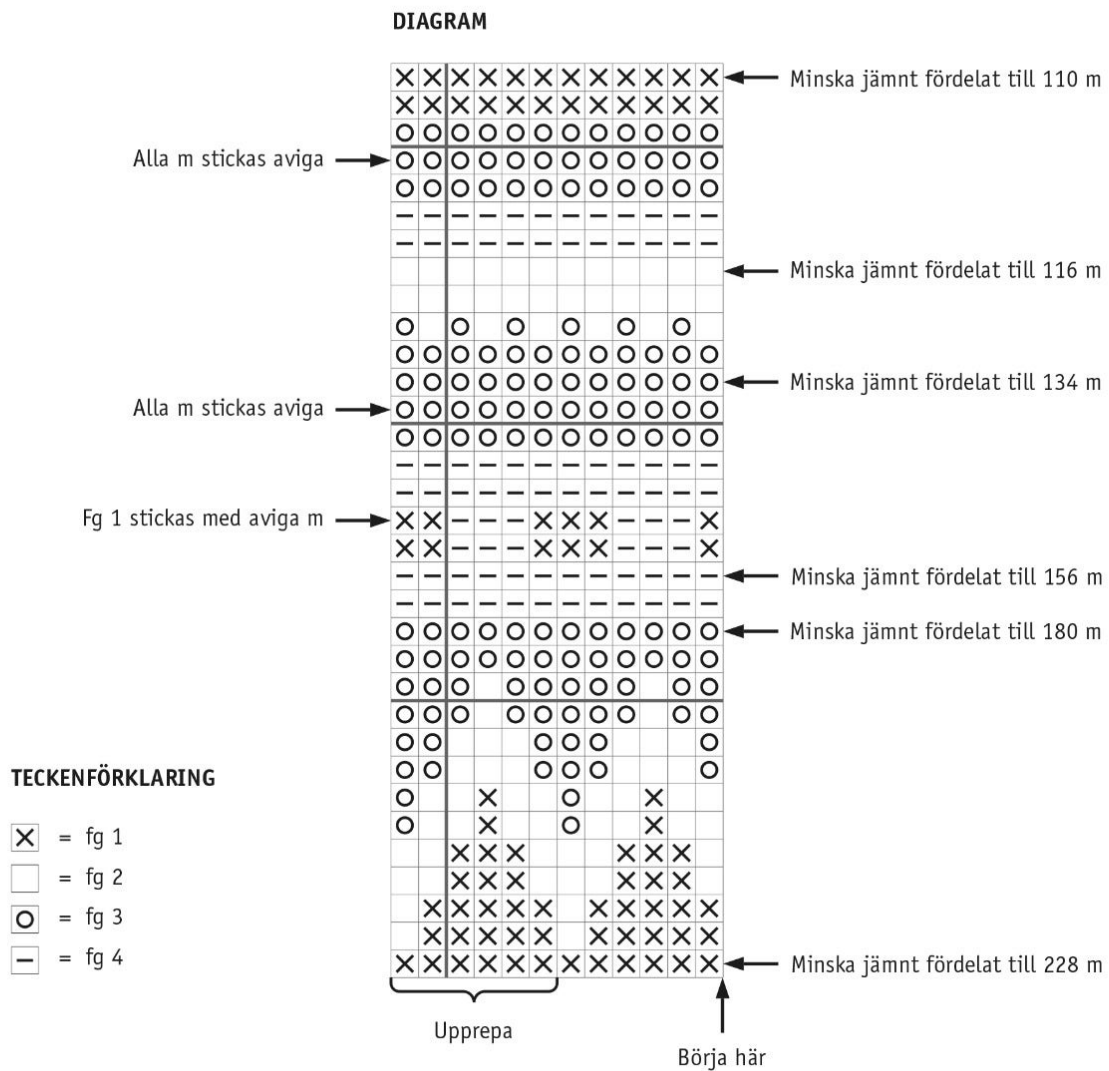 DIAGRAM
Minska jämnt fördelat till 110 m
Alla m stickas aviga
Minska jämnt fördelat till 116 m
Minska jämnt fördelat till 134 m
Alla m stickas aviga
Fg 1 stickas med aviga m
Minska jämnt fördelat till 156 m
Minska jämnt fördelat till 180 m
TECKENFÖRKLARING
= fg 1
= fg 2
= fg 3
= fg 4
Minska jämnt fördelat till 228 m
Upprepa
Börja här